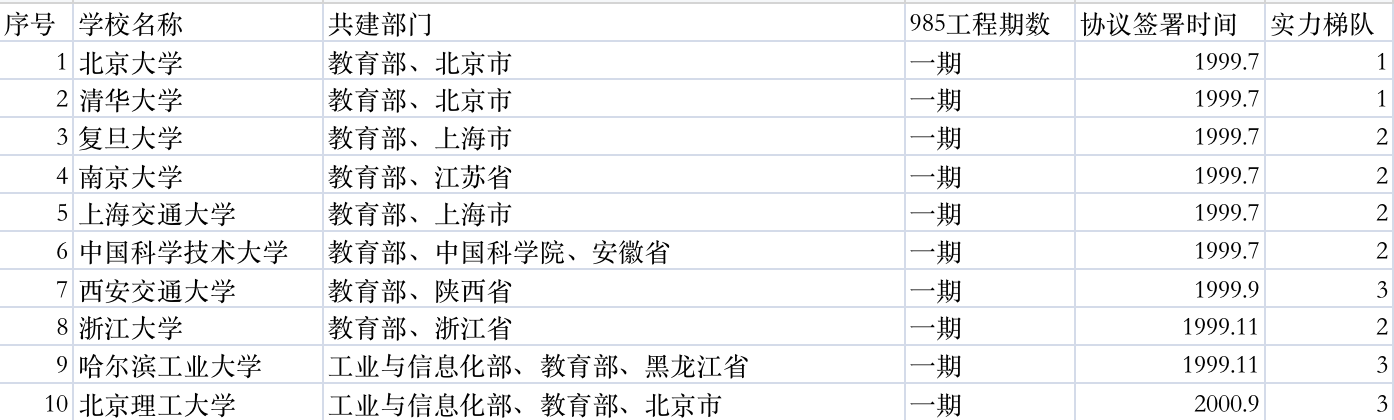 序号 学校名称 共建部门 985工程期数 协议签署时间 实力梯队
1 北京大学 教育部、北京市 一期 1999.7 1
2 清华大学 教育部、北京市 一期 1999.7 1
3 复旦大学 教育部、上海市 一期 1999.7 2
4 南京大学 教育部、江苏省 一期 1999.7 2
5 上海交通大学 教育部、上海市 一期 1999.7 2
6 中国科学技术大学 教育部、中国科学院、安徽省 一期 1999.7 2
7 西安交通大学 教育部、陕西省 一期 1999.9 3
8 浙江大学 教育部、浙江省 一期 1999.11 2
9 哈尔滨工业大学 工业与信息化部、教育部、黑龙江省 一期 1999.11 3
10 北京理工大学 工业与信息化部、教育部、北京市 一期 2000.9 3